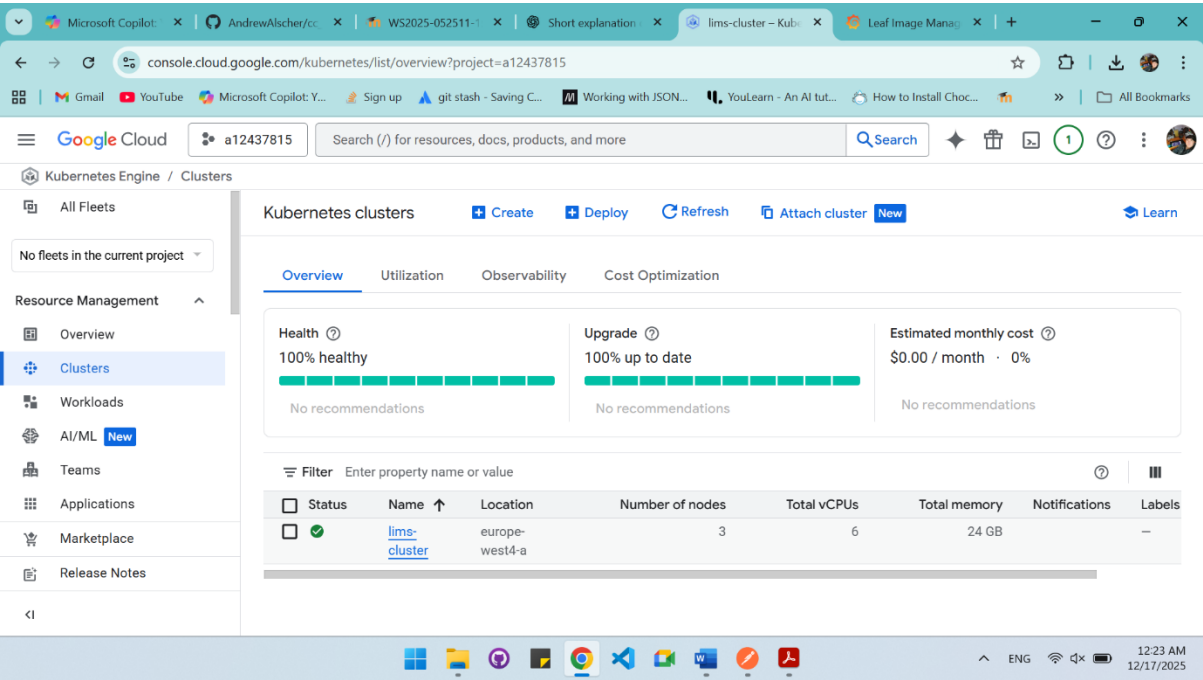 Microsoft Copilot: AndrewAlscher/cc WS2025-052511-1 Short explanation lims-cluster – Kube Leaf Image Manag
console.cloud.google.com/kubernetes/list/overview?project=a12437815
Gmail YouTube Microsoft Copilot: Y... Sign up git stash - Saving C... Working with JSON... YouLearn - An AI tut... How to Install Choc... » All Bookmarks
Google Cloud a12437815 Search (/) for resources, docs, products, and more Search 1
Kubernetes Engine / Clusters
All Fleets
No fleets in the current project
Resource Management
Overview
Clusters
Workloads
AI/ML New
Teams
Applications
Marketplace
Release Notes
Kubernetes clusters Create Deploy Refresh Attach cluster New Learn
Overview Utilization Observability Cost Optimization
Health Upgrade Estimated monthly cost
100% healthy 100% up to date $0.00 / month · 0%
No recommendations No recommendations No recommendations
Filter Enter property name or value
Status Name Location Number of nodes Total vCPUs Total memory Notifications Labels
lims- europe- 3 6 24 GB –
cluster west4-a
ENG 12:23 AM
12/17/2025